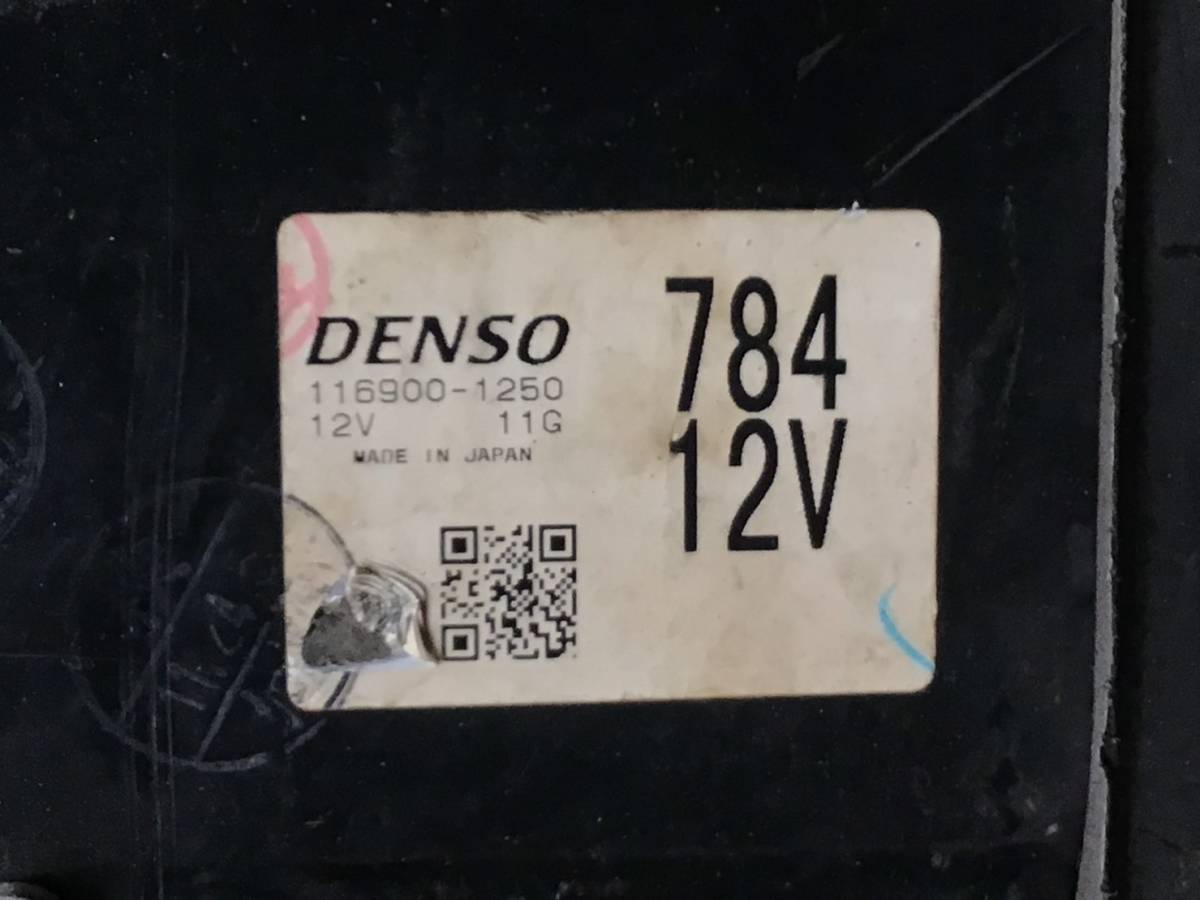 DENSO
116900-1250
12V 11G
MADE IN JAPAN
784
12V